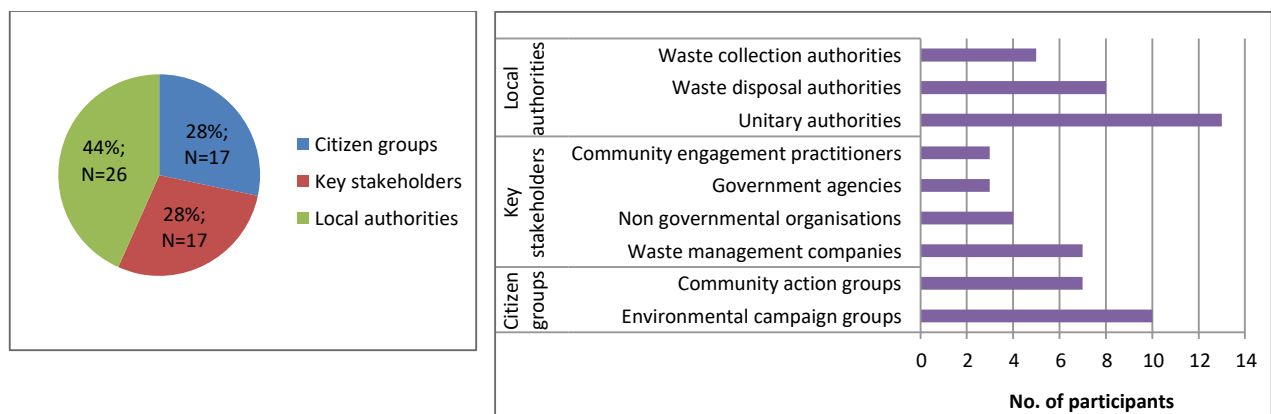 28%;
N=17
44%;
N=26
28%;
N=17
Citizen groups
Key stakeholders
Local authorities
Local
authorities
Waste collection authorities
Waste disposal authorities
Unitary authorities
Key
stakeholders
Community engagement practitioners
Government agencies
Non governmental organisations
Waste management companies
Citizen
groups
Community action groups
Environmental campaign groups
0 2 4 6 8 10 12 14
No. of participants